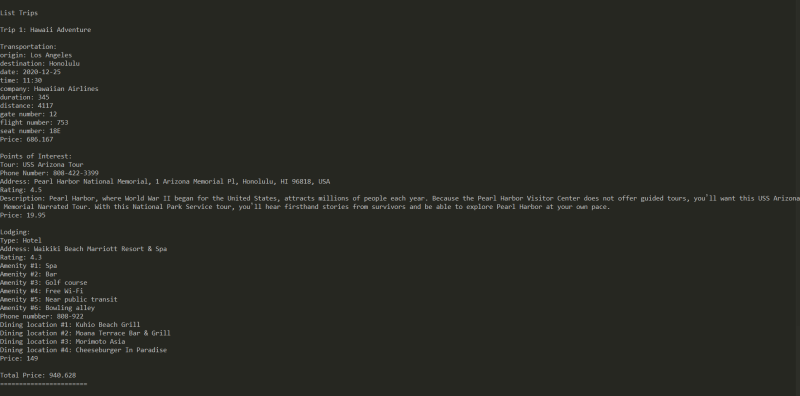 List Trips
Trip 1: Hawaii Adventure
Transportation:
origin: Los Angeles
destination: Honolulu
date: 2020-12-25
time: 11:30
company: Hawaiian Airlines
duration: 345
distance: 4117
gate number: 12
flight number: 753
seat number: 18E
Price: 686.167
Points of Interest:
Tour: USS Arizona Tour
Phone Number: 808-422-3399
Address: Pearl Harbor National Memorial, 1 Arizona Memorial Pl, Honolulu, HI 96818, USA
Rating: 4.5
Description: Pearl Harbor, where World War II began for the United States, attracts millions of people each year. Because the Pearl Harbor Visitor Center does not offer guided tours, you'll want this USS Arizona
Memorial Narrated Tour. With this National Park Service tour, you'll hear firsthand stories from survivors and be able to explore Pearl Harbor at your own pace.
Price: 19.95
Lodging:
Type: Hotel
Address: Waikiki Beach Marriott Resort & Spa
Rating: 4.3
Amenity #1: Spa
Amenity #2: Bar
Amenity #3: Golf course
Amenity #4: Free Wi-Fi
Amenity #5: Near public transit
Amenity #6: Bowling alley
Phone numbber: 808-922
Dining location #1: Kuhio Beach Grill
Dining location #2: Moana Terrace Bar & Grill
Dining location #3: Morimoto Asia
Dining location #4: Cheeseburger In Paradise
Price: 149
Total Price: 940.628
=======================